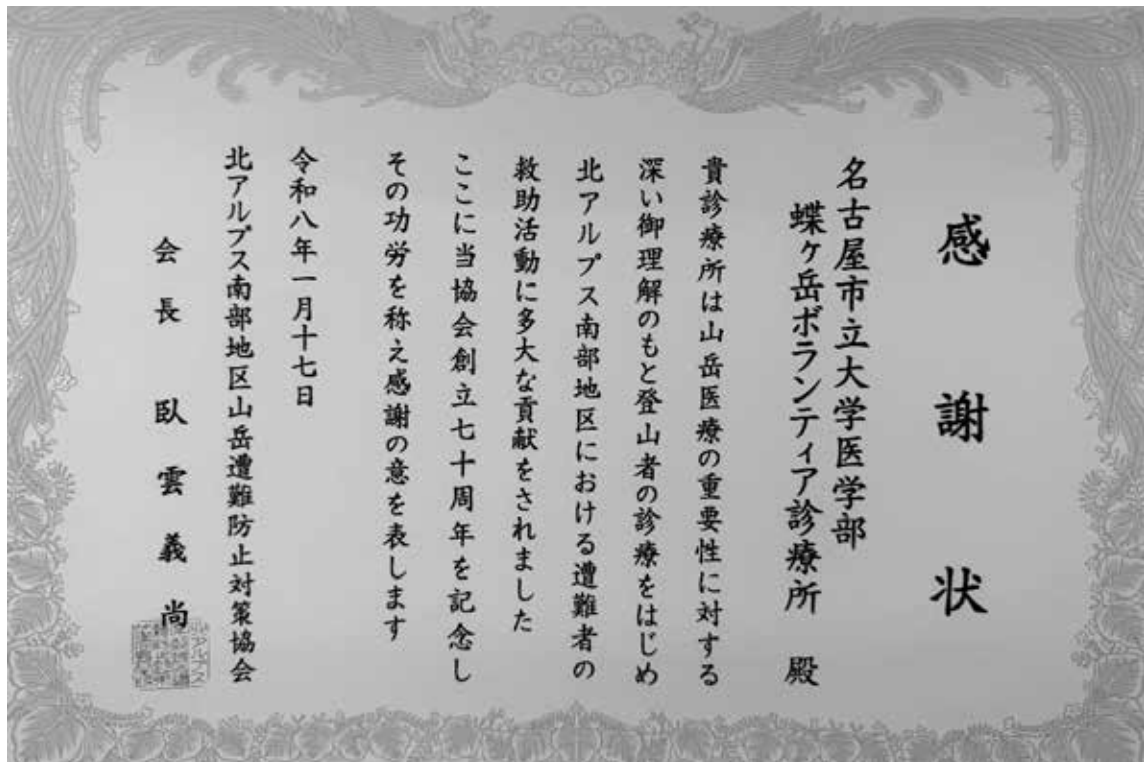 感謝状
名古屋市立大学医学部
蝶ヶ岳ボランティア診療所 殿
貴診療所は山岳医療の重要性に対する
深い御理解のもと登山者の診療をはじめ
北アルプス南部地区における遭難者の
救助活動に多大な貢献をされました
ここに当協会創立七十周年を記念し
その功労を称え感謝の意を表します
令和八年一月十七日
北アルプス南部地区山岳遭難防止対策協会
会長 臥雲義尚